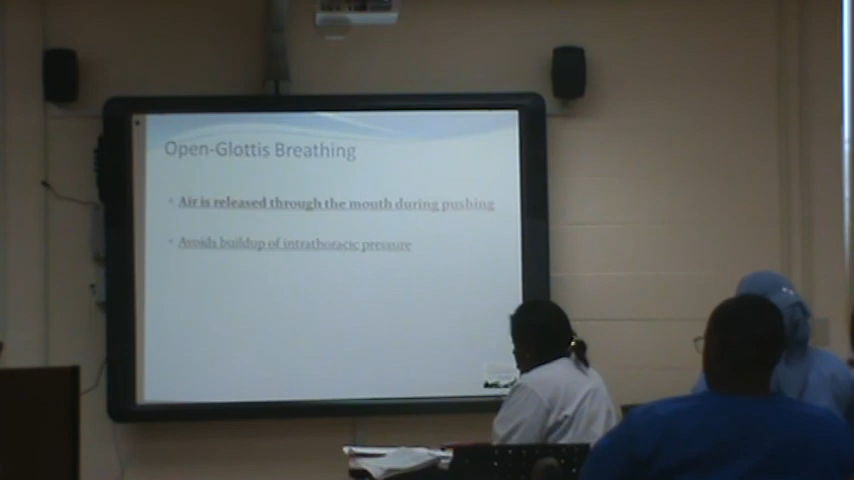 Open-Glottis Breathing
Air is released through the mouth during pushing
Avoids buildup of intrathoracic pressure